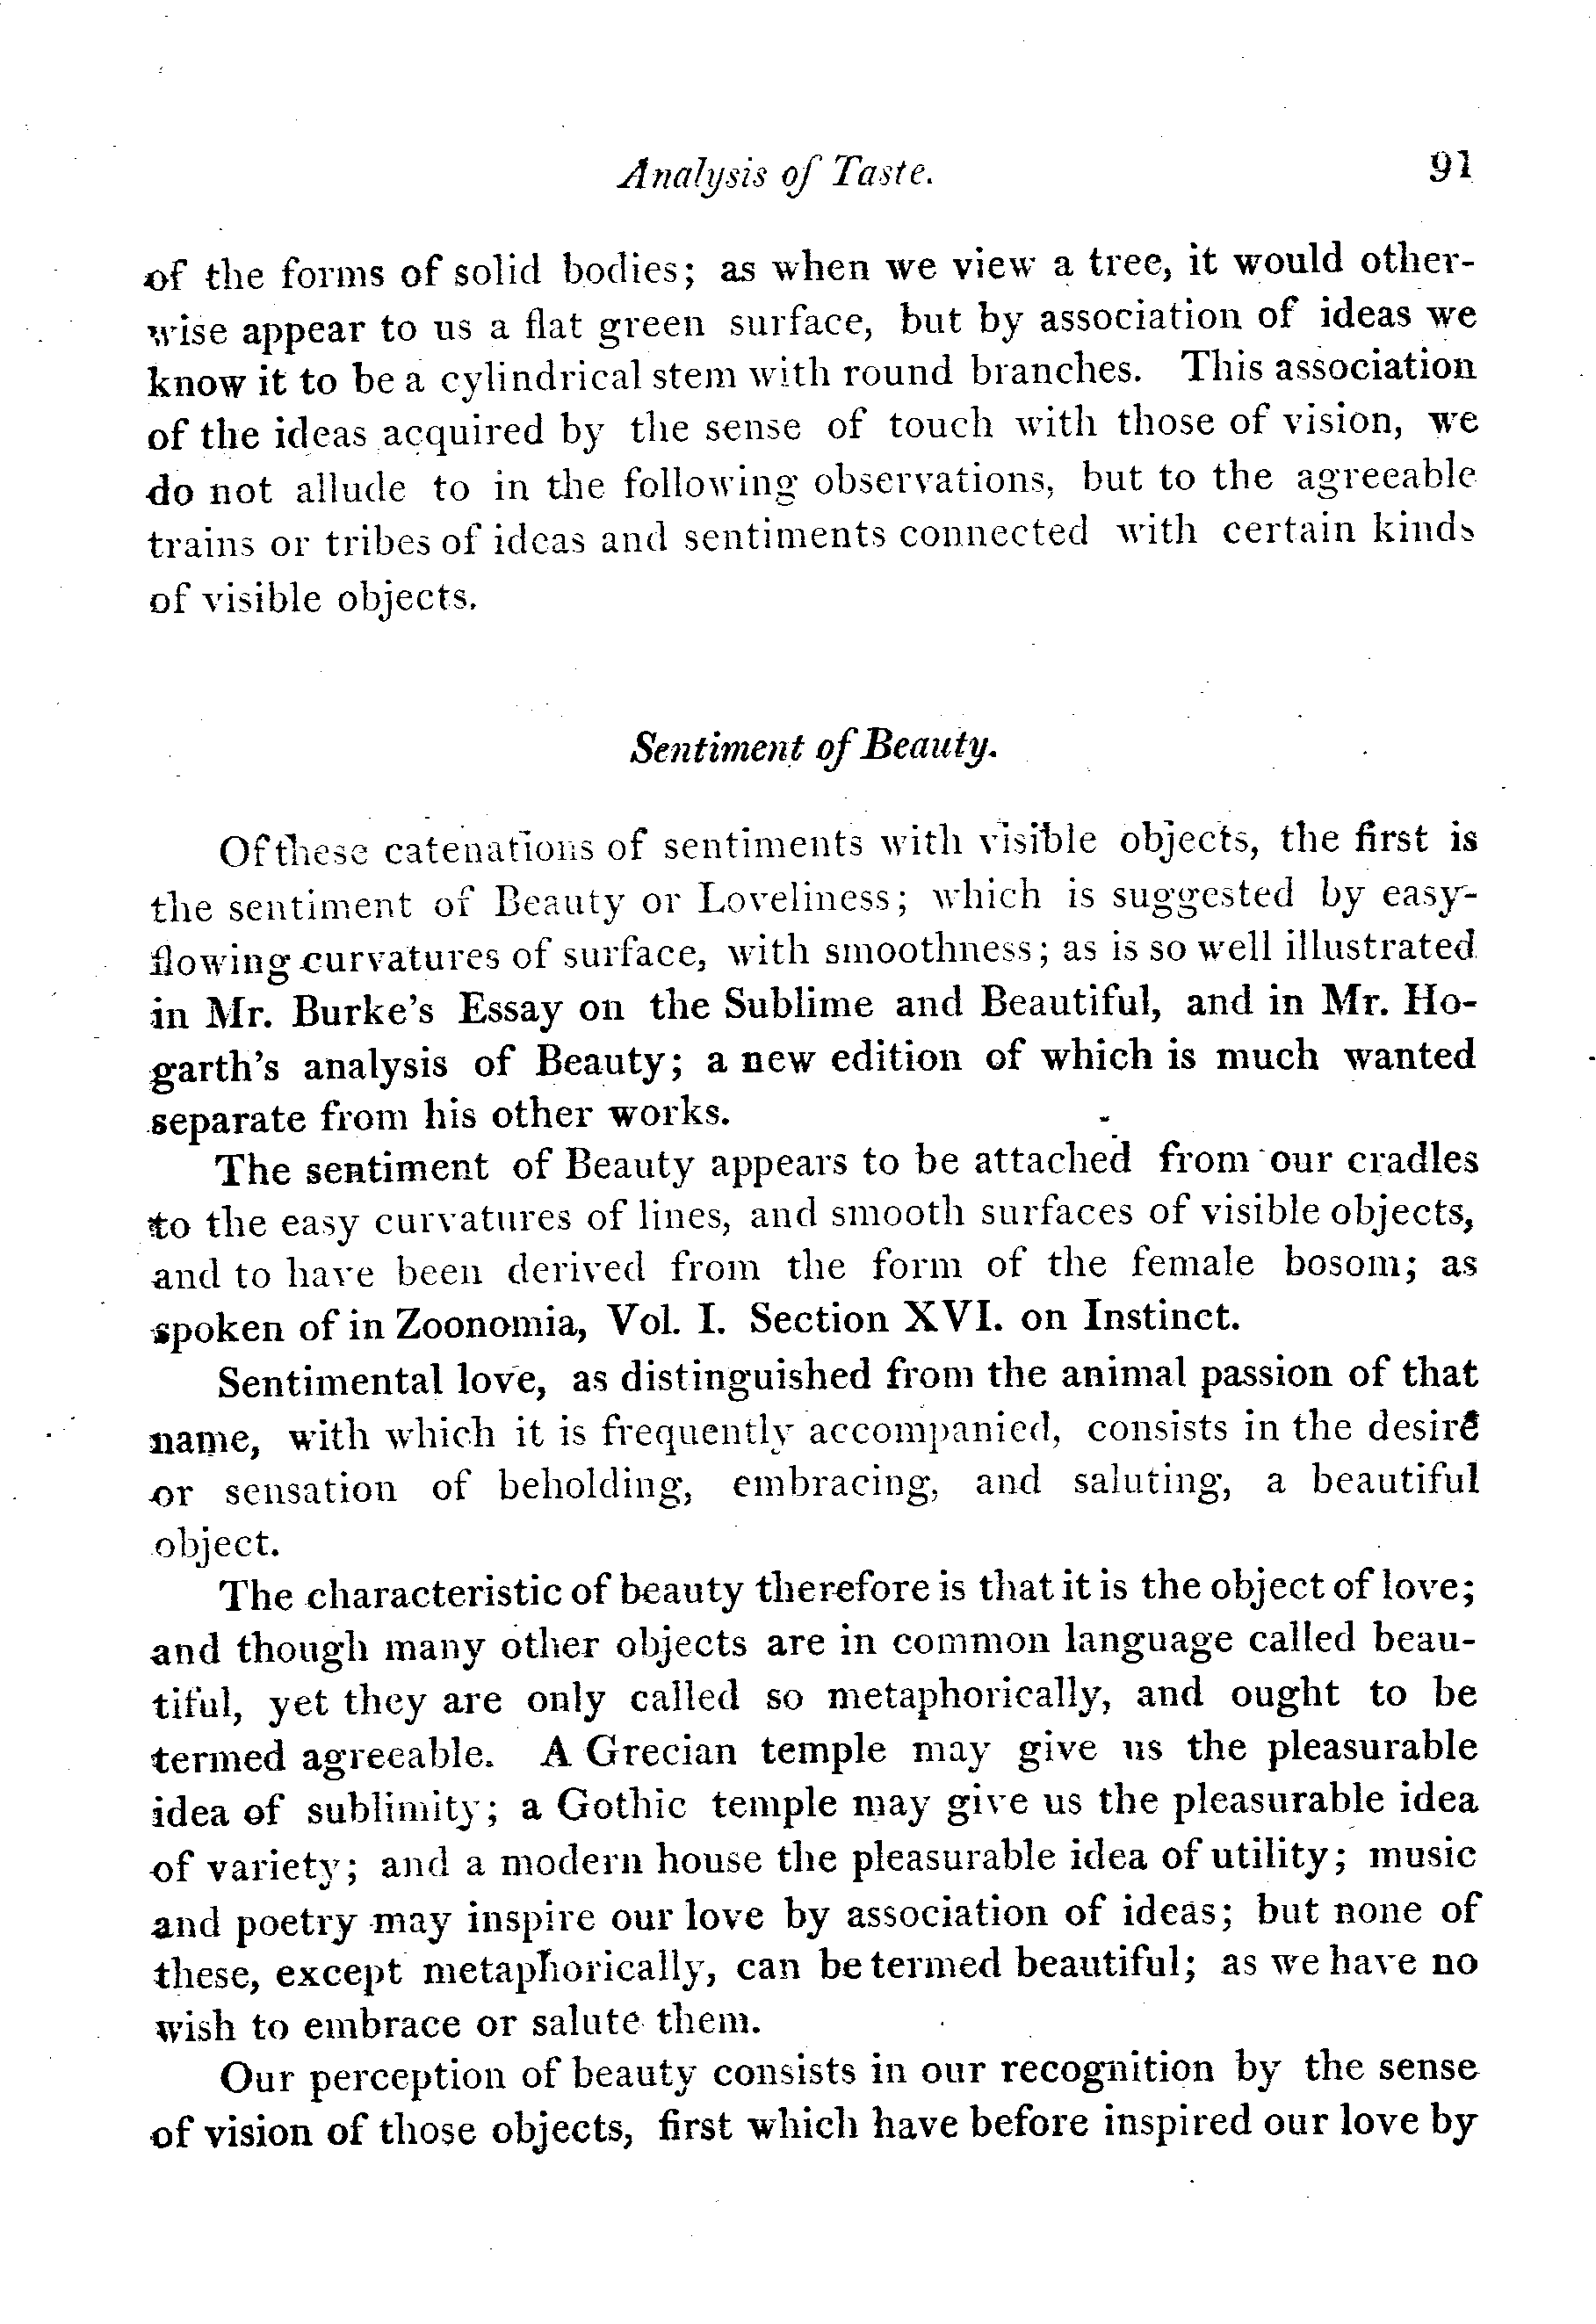 Analysis of Taste. 91
of the forms of solid bodies; as when we view a tree, it would other-
wise appear to us a flat green surface, but by association of ideas we
know it to be a cylindrical stem with round branches. This association
of the ideas acquired by the sense of touch with those of vision, we
do not allude to in the following observations, but to the agreeable
trains or tribes of ideas and sentiments connected with certain kinds
of visible objects.
Sentiment of Beauty.
Of these catenations of sentiments with visible objects, the first is
the sentiment of Beauty or Loveliness; which is suggested by easy-
flowing curvatures of surface, with smoothness; as is so well illustrated
in Mr. Burke's Essay on the Sublime and Beautiful, and in Mr. Ho-
garth's analysis of Beauty; a new edition of which is much wanted
separate from his other works.
The sentiment of Beauty appears to be attached from our cradles
to the easy curvatures of lines, and smooth surfaces of visible objects,
and to have been derived from the form of the female bosom; as
spoken of in Zoonomia, Vol. I. Section XVI. on Instinct.
Sentimental love, as distinguished from the animal passion of that
name, with which it is frequently accompanied, consists in the desire
or sensation of beholding, embracing, and saluting, a beautiful
object.
The characteristic of beauty therefore is that it is the object of love;
and though many other objects are in common language called beau-
tiful, yet they are only called so metaphorically, and ought to be
termed agreeable. A Grecian temple may give us the pleasurable
idea of sublimity; a Gothic temple may give us the pleasurable idea
of variety; and a modern house the pleasurable idea of utility; music
and poetry may inspire our love by association of ideas; but none of
these, except metaphorically, can be termed beautiful; as we have no
wish to embrace or salute them.
Our perception of beauty consists in our recognition by the sense
of vision of those objects, first which have before inspired our love by